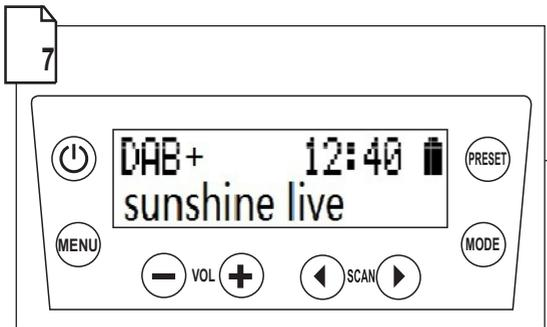 7
DAB+ 12:40
sunshine live
PRESET
MENU
MODE
VOL
SCAN